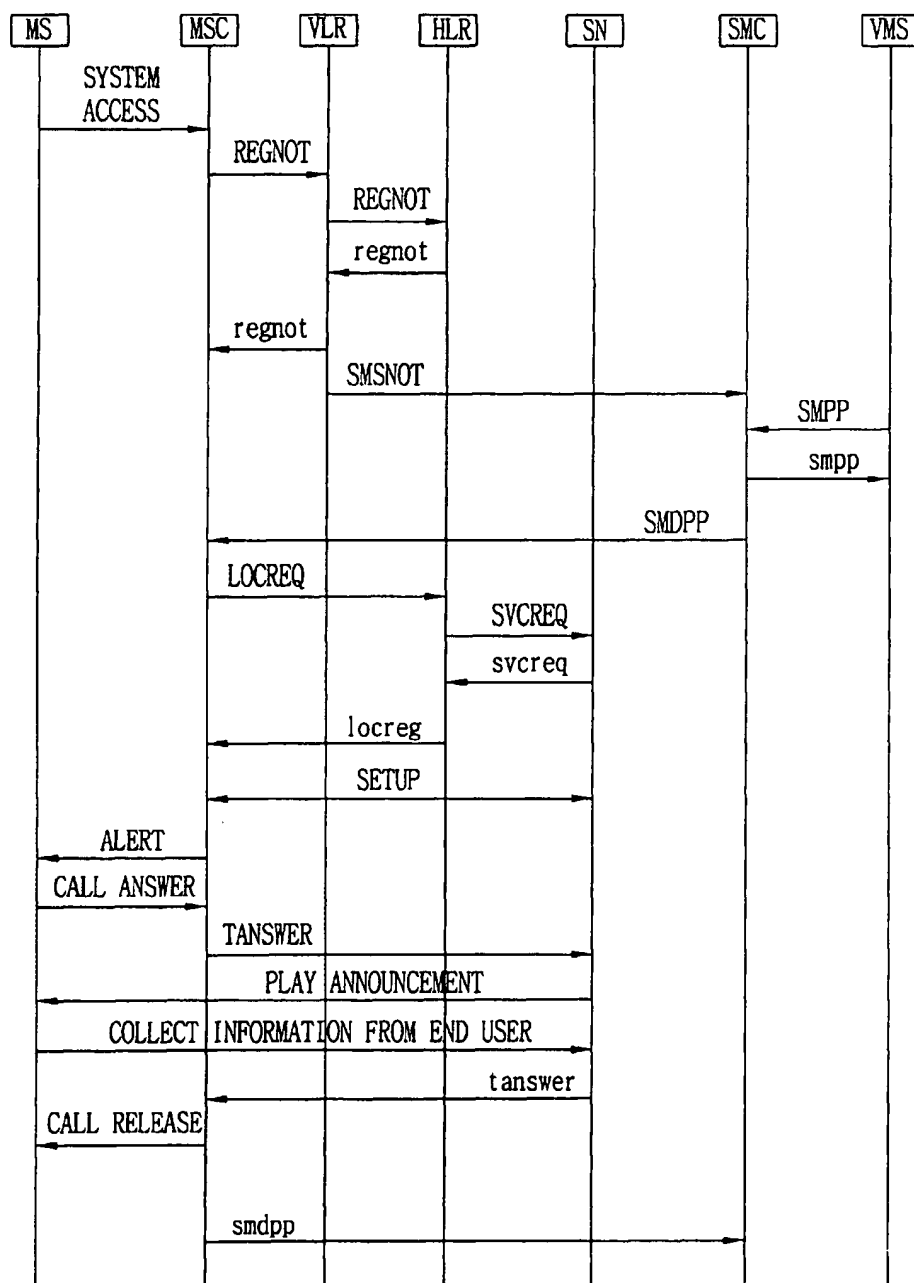 MS MSC VLR HLR SN SMC VMS
SYSTEM
ACCESS
REGNOT
REGNOT
regnot
regnot
SMSNOT
SMPP
smpp
SMDPP
LOCREQ
SVCREQ
svcreq
locreg
SETUP
ALERT
CALL ANSWER
TANSWER
PLAY ANNOUNCEMENT
COLLECT INFORMATION FROM END USER
tanswer
CALL RELEASE
smdpp